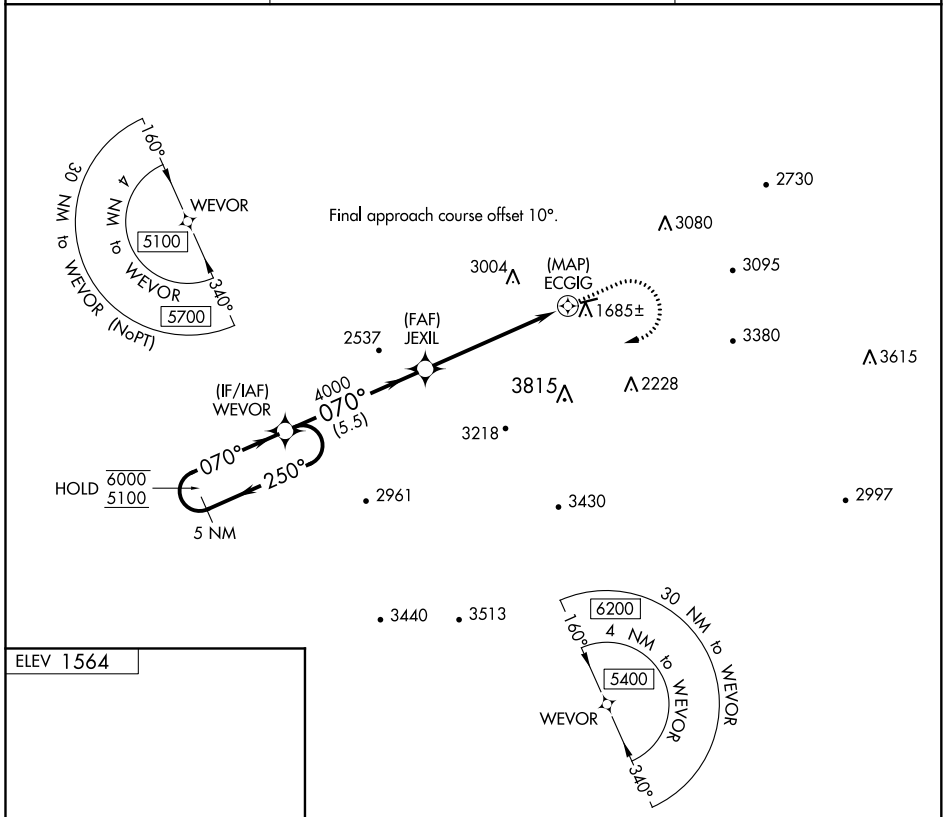 160°
30 NM to WEVOR (NoPT)
4 NM to WEVOR
WEVOR
5100
340°
5700
Final approach course offset 10°.
2730
3080
3004
(MAP)
ECGIG
3095
1685±
(FAF)
JEXIL
2537
3380
3615
(IF/IAF)
WEVOR
4000
070°
(5.5)
3815
2228
3218
070°
250°
HOLD
6000
5100
5 NM
2961
3430
2997
3440
3513
6200
30 NM to WEVOR
160°
4 NM to WEVOR
5400
WEVOR
340°
ELEV 1564